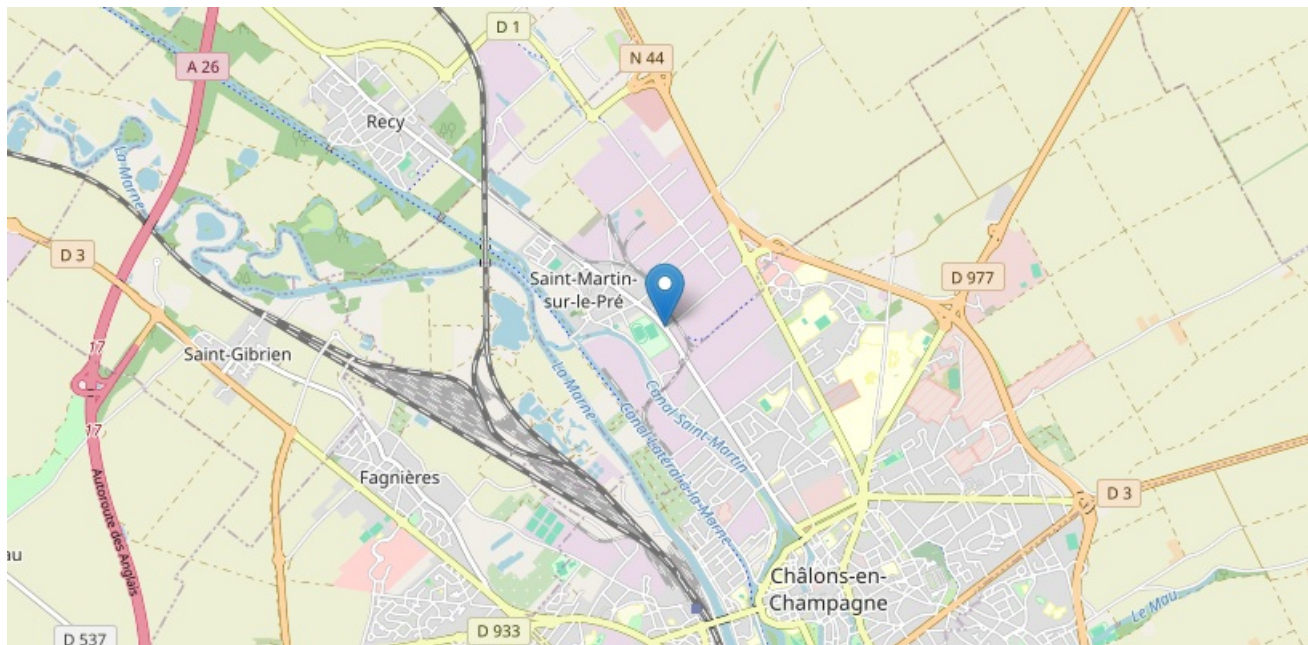 D 1
N 44
A 26
Recy
La Marne
D 3
Saint-Martin-
sur-le-Pré
D 977
17
Saint-Gibrien
La Marne
Canal Saint-Martin
Canal Latéral à la Marne
17
Autoroute des Anglais
Fagnières
D 3
au
Châlons-en-
Champagne
Le Mau
D 537
D 933